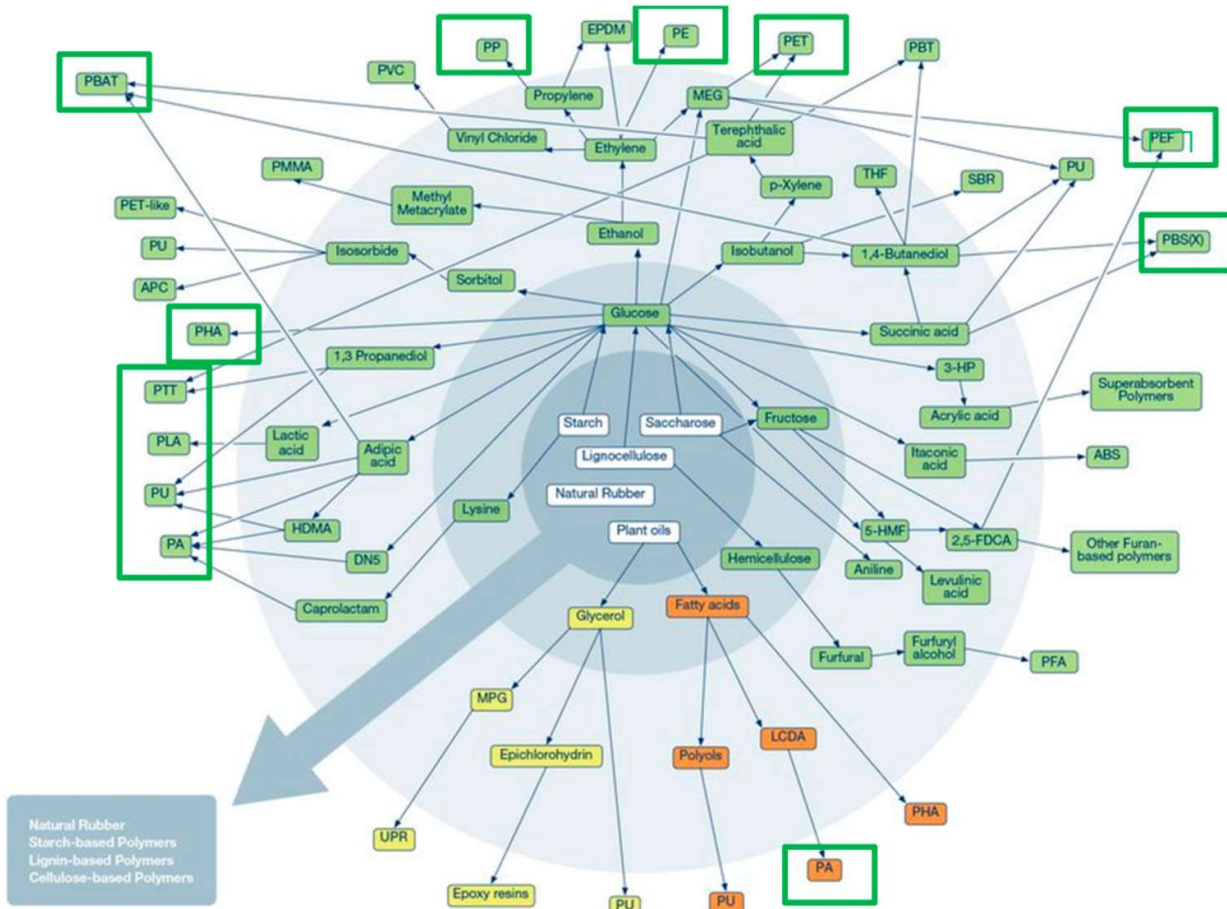 PP
EPDM
PE
PET
PBT
PVC
PBAT
Propylene
MEG
Vinyl Chloride
Ethylene
Terephthalic
acid
PEF
PMMA
p-Xylene
THF
SBR
PU
Methyl
Metacrylate
PET-like
Ethanol
Isobutanol
1,4-Butanediol
PBS(X)
PU
Isosorbide
APC
Sorbitol
Glucose
PHA
Succinic acid
1,3 Propanediol
3-HP
PTT
Superabsorbent
Polymers
Starch
Saccharose
Fructose
Acrylic acid
PLA
Lactic
acid
Adipic
acid
Lignocellulose
Itaconic
acid
ABS
PU
Natural Rubber
Lysine
HDMA
Plant oils
5-HMF
2,5-FDCA
Other Furan-
based polymers
PA
DN5
Hemicellulose
Aniline
Levulinic
acid
Caprolactam
Glycerol
Fatty acids
Furfural
Furfuryl
alcohol
PFA
MPG
Epichlorohydrin
Polyols
LCDA
PHA
UPR
PA
Epoxy resins
PU
PU
Natural Rubber
Starch-based Polymers
Lignin-based Polymers
Cellulose-based Polymers